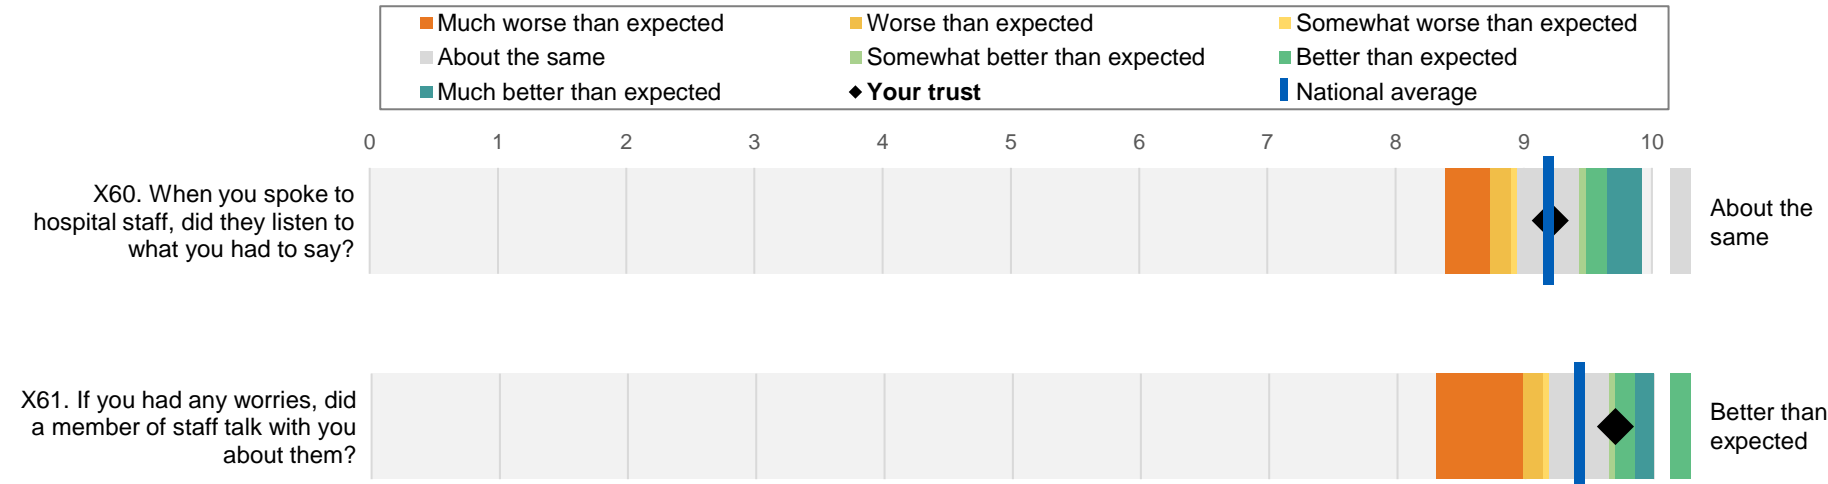 Much worse than expected
Worse than expected
Somewhat worse than expected
About the same
Somewhat better than expected
Better than expected
Much better than expected
Your trust
National average
0 1 2 3 4 5 6 7 8 9 10
X60. When you spoke to
hospital staff, did they listen to
what you had to say?
About the
same
X61. If you had any worries, did
a member of staff talk with you
about them?
Better than
expected